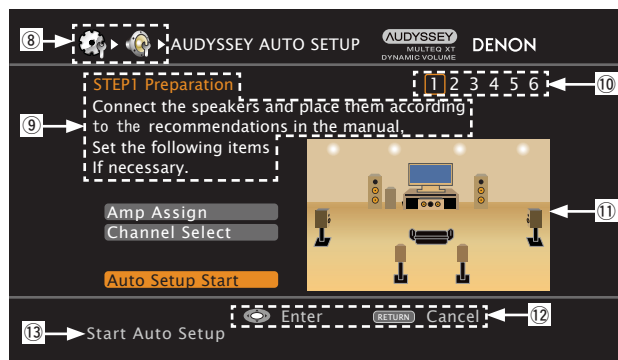 ⑧ AUDYSSEY AUTO SETUP AUDYSSEY MULTEQ XT DYNAMIC VOLUME DENON
STEP1 Preparation
1 2 3 4 5 6 ⑩
⑨ Connect the speakers and place them according
to the recommendations in the manual,
Set the following items
If necessary.
Amp Assign
Channel Select
⑪
Auto Setup Start
Enter RETURN Cancel ⑫
⑬ Start Auto Setup